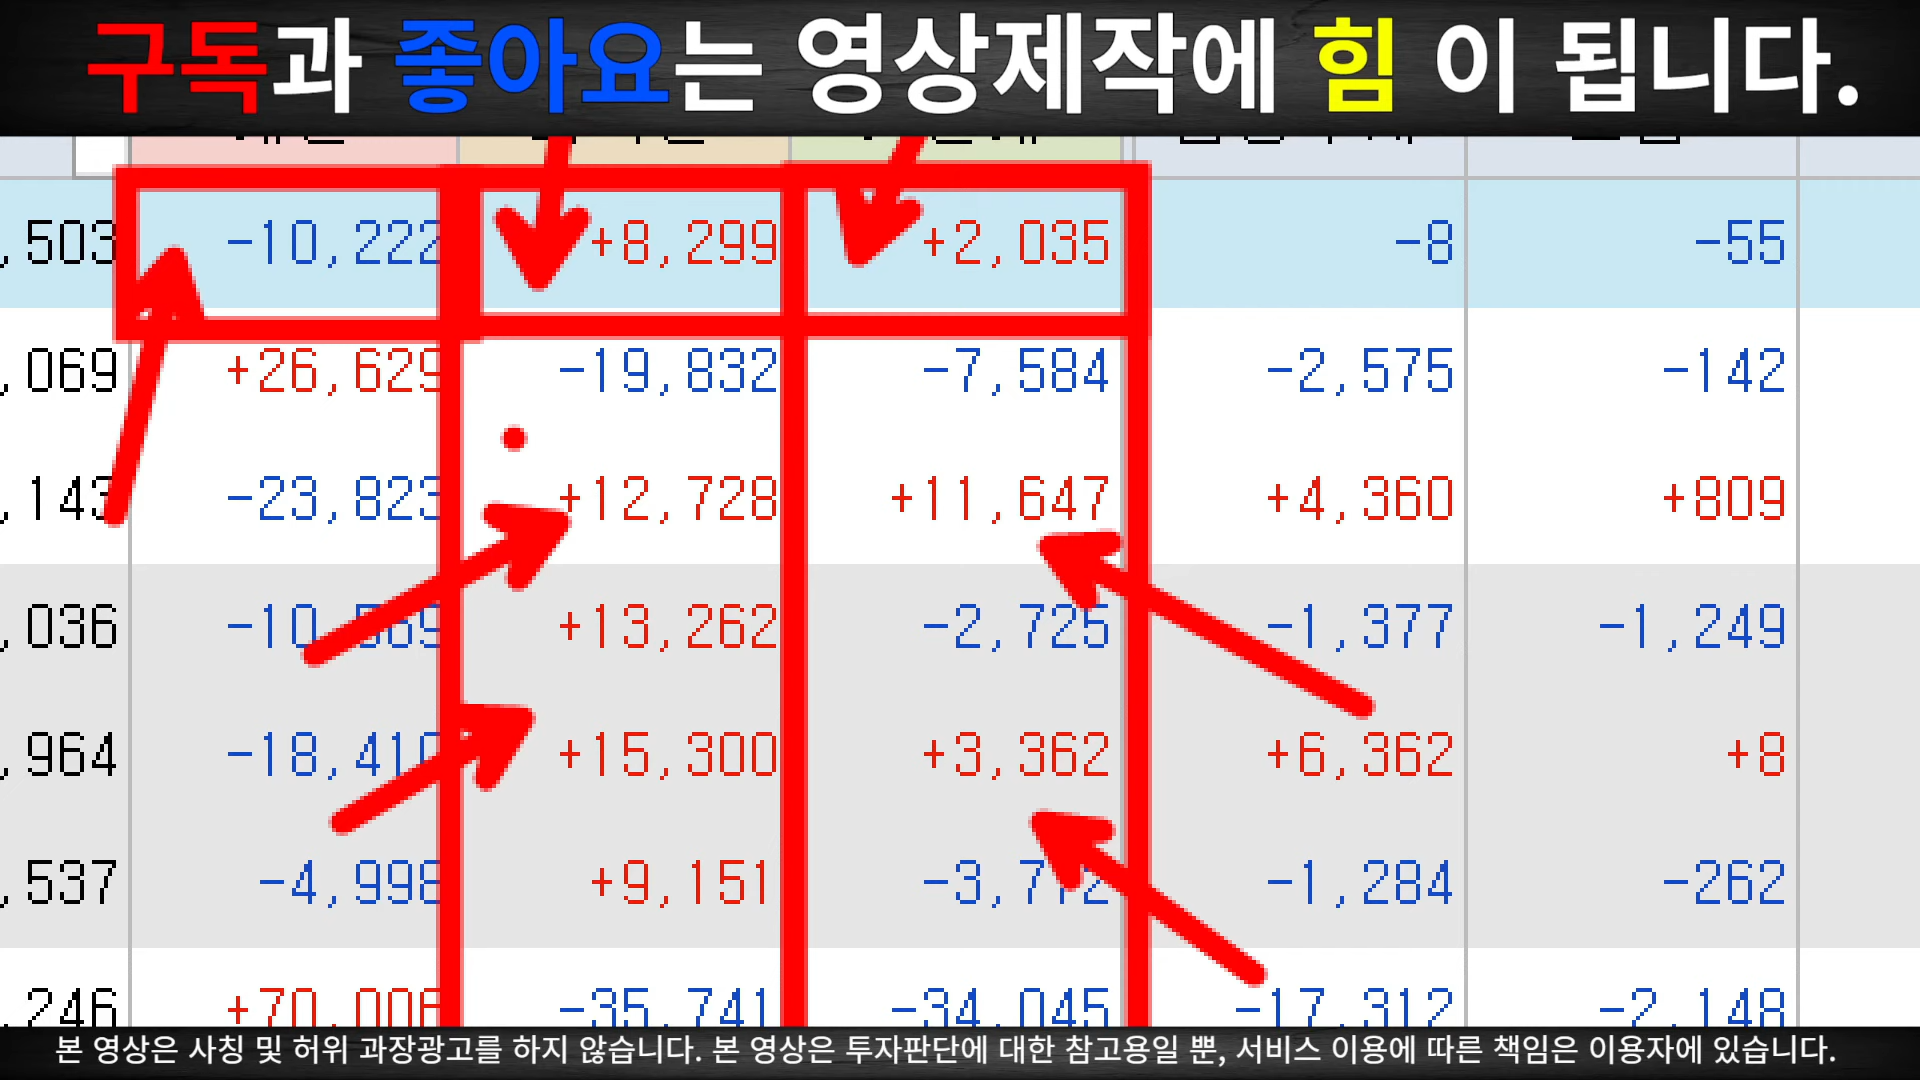 구독과 좋아요는 영상제작에 힘 이 됩니다.
,503 -10,222 +8,299 +2,035 -8 -55
,069 +26,629 -19,832 -7,584 -2,575 -142
,143 -23,823 +12,728 +11,647 +4,360 +809
,036 +13,262 -2,725 -1,377 -1,249
,964 -18,410 +15,300 +3,362 +6,362 +8
,537 -4,998 +9,151 -1,284 -262
,246 +70,006 -35,741 -34,045 -17,312 -2,148
본 영상은 사칭 및 허위 과장광고를 하지 않습니다. 본 영상은 투자판단에 대한 참고용일 뿐, 서비스 이용에 따른 책임은 이용자에 있습니다.